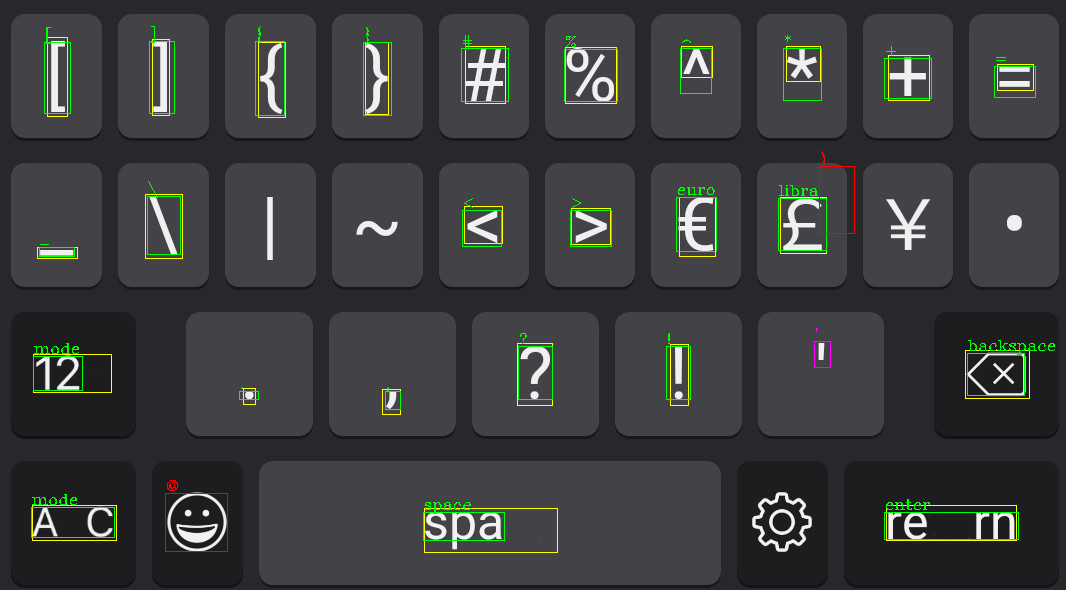 [ ] { } # % ^ * + =
[ ] { } # % ^ * + =
_ \ < > euro libra )
_ \ | ~ < > € £ ¥ •
mode . , ? ! ' backspace
12 . , ? ! '
mode @ space enter
A C spa re rn